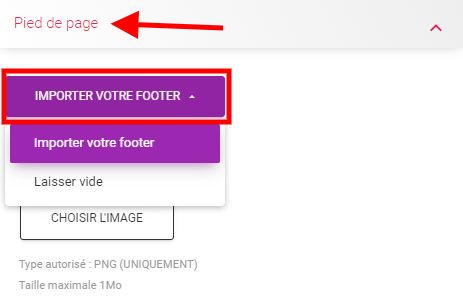 Pied de page
IMPORTER VOTRE FOOTER
Importer votre footer
Laisser vide
CHOISIR L'IMAGE
Type autorisé : PNG (UNIQUEMENT)
Taille maximale 1Mo